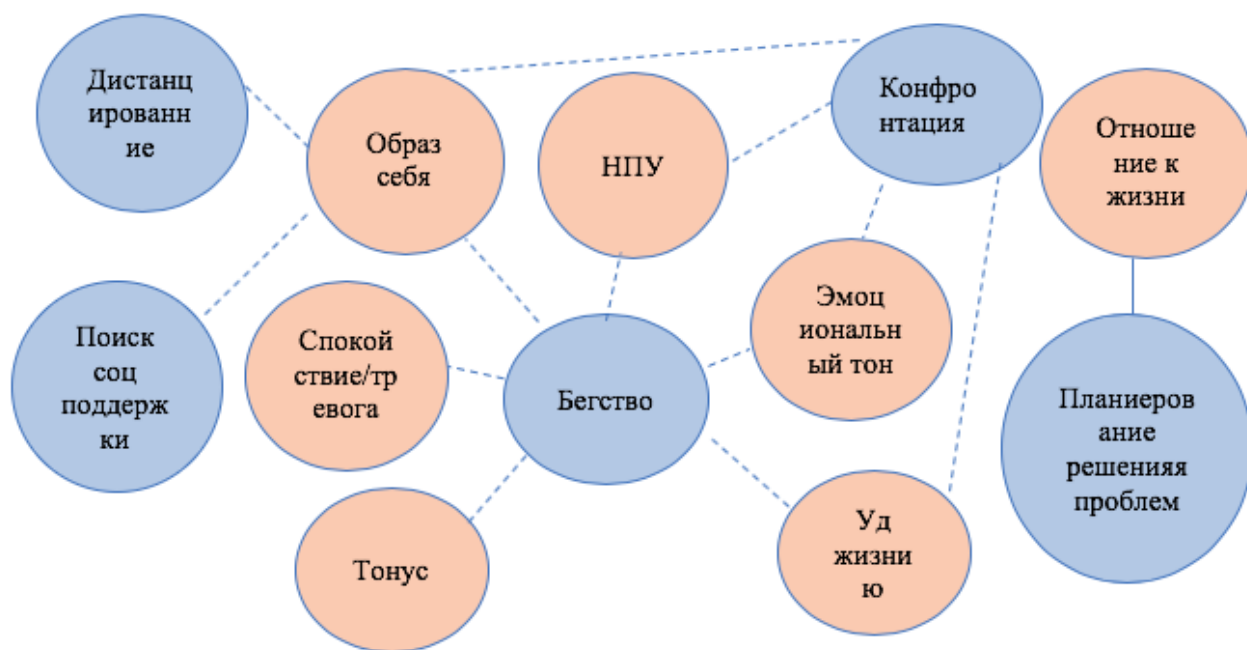 Дистанц
ированн
ие
Образ
себя
НПУ
Конфро
нтация
Отноше
ние к
жизни
Поиск
соц
поддерж
ки
Спокой
ствие/тр
евога
Бегство
Эмоц
иональн
ый тон
Планиеров
ание
решенияя
проблем
Тонус
Уд
жизни
ю